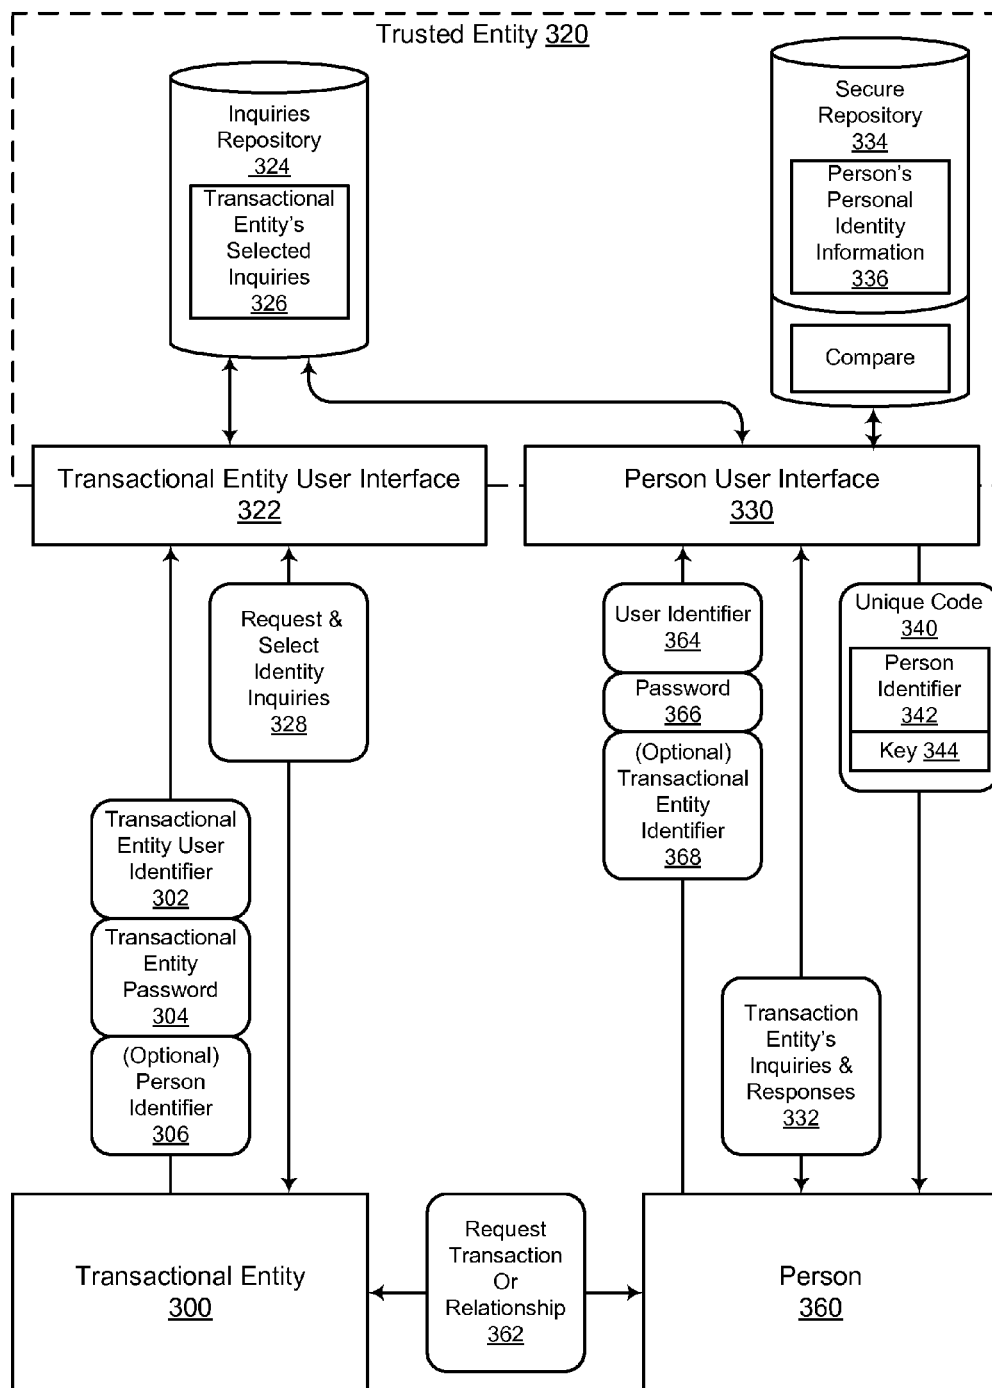 Trusted Entity 320
Inquiries
Repository
324
Transactional
Entity's
Selected
Inquiries
326
Secure
Repository
334
Person's
Personal
Identity
Information
336
Compare
Transactional Entity User Interface
322
Person User Interface
330
Request &
Select
Identity
Inquiries
328
User Identifier
364
Password
366
(Optional)
Transactional
Entity
Identifier
368
Unique Code
340
Person
Identifier
342
Key 344
Transactional
Entity User
Identifier
302
Transactional
Entity
Password
304
(Optional)
Person
Identifier
306
Transaction
Entity's
Inquiries &
Responses
332
Transactional Entity
300
Request
Transaction
Or
Relationship
362
Person
360